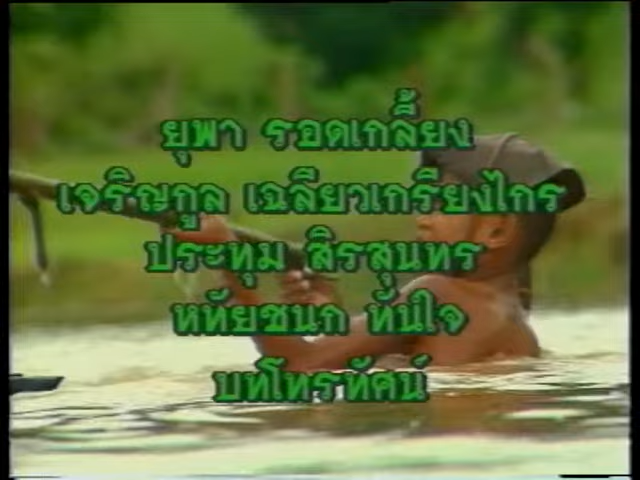 ยุพา รอดเกลี้ยง
เจริญกูล เฉลียวเกรียงไกร
ประทุม สิรสุนทร
หทัยชนก ทันใจ
บทโทรทัศน์